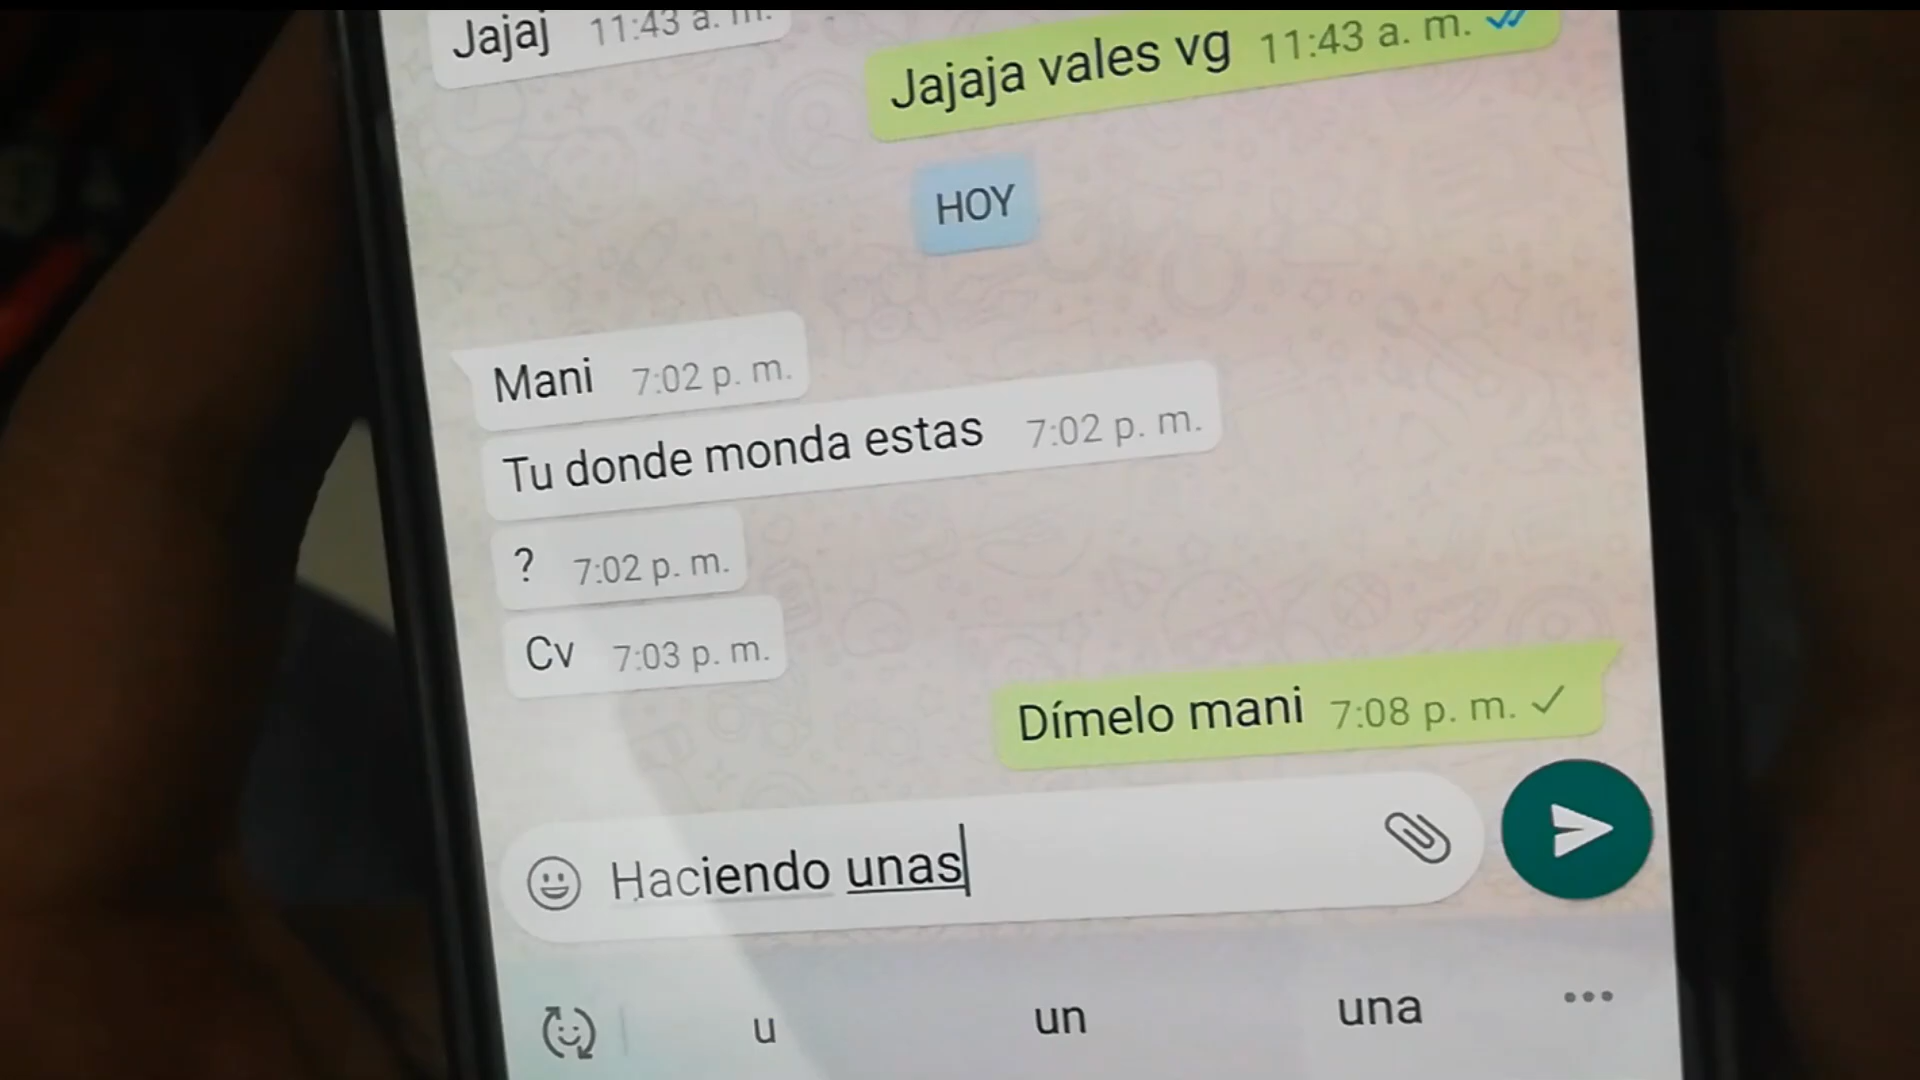 Jajaj 11:43 a. m.
Jajaja vales vg 11:43 a. m.
HOY
Mani 7:02 p. m.
Tu donde monda estas 7:02 p. m.
? 7:02 p. m.
Cv 7:03 p. m.
Dímelo mani 7:08 p. m.
Haciendo unas
u un una